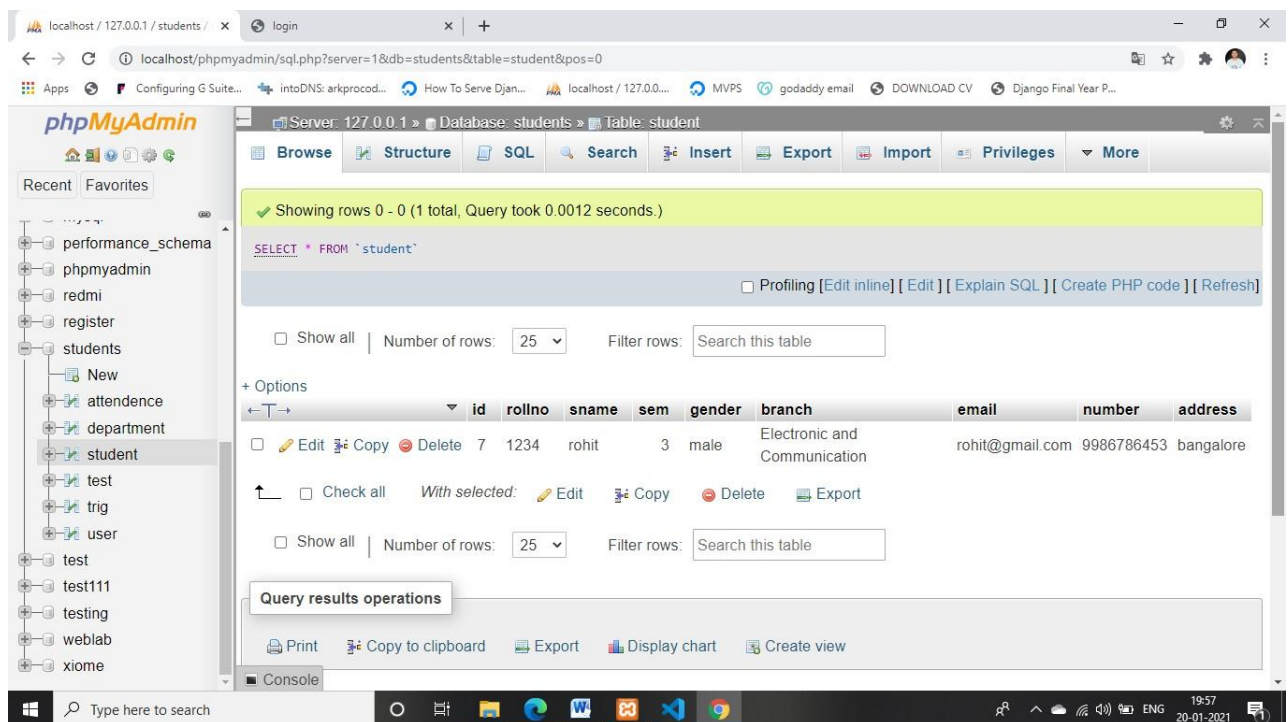 localhost / 127.0.0.1 / students /
login
localhost/phpmyadmin/sql.php?server=1&db=students&table=student&pos=0
Apps
Configuring G Suite...
intoDNS: arkprocod...
How To Serve Djan...
localhost / 127.0.0....
MVPS
godaddy email
DOWNLOAD CV
Django Final Year P...
phpMyAdmin
Recent Favorites
performance_schema
phpmyadmin
redmi
register
students
New
attendence
department
student
test
trig
user
test
test111
testing
weblab
xiome
Server: 127.0.0.1 » Database: students » Table: student
Browse Structure SQL Search Insert Export Import Privileges More
Showing rows 0 - 0 (1 total, Query took 0.0012 seconds.)
SELECT * FROM `student`
Profiling [Edit inline] [ Edit ] [ Explain SQL ] [ Create PHP code ] [ Refresh]
Show all | Number of rows: 25 Filter rows: Search this table
+ Options
←T→ id rollno sname sem gender branch email number address
Edit Copy Delete 7 1234 rohit 3 male Electronic and Communication rohit@gmail.com 9986786453 bangalore
Check all With selected: Edit Copy Delete Export
Show all | Number of rows: 25 Filter rows: Search this table
Query results operations
Print Copy to clipboard Export Display chart Create view
Console
Type here to search
ENG
19:57
20-01-2021